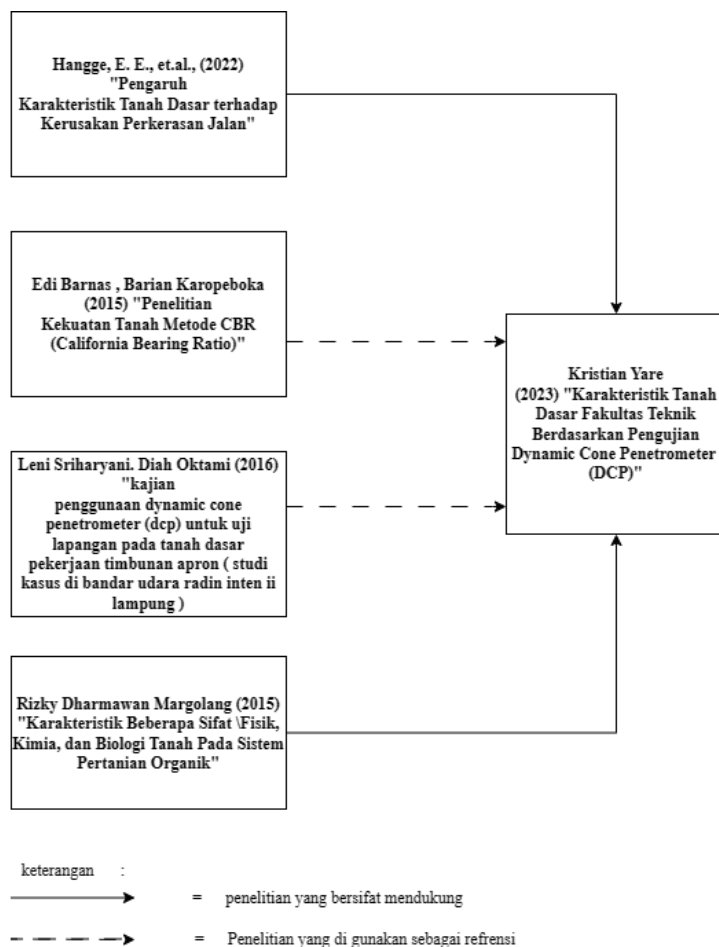 Hangge, E. E., et.al., (2022)
"Pengaruh
Karakteristik Tanah Dasar terhadap
Kerusakan Perkerasan Jalan"
Edi Barnas , Barian Karopeboka
(2015) "Penelitian
Kekuatan Tanah Metode CBR
(California Bearing Ratio)"
Kristian Yare
(2023) "Karakteristik Tanah
Dasar Fakultas Teknik
Berdasarkan Pengujian
Dynamic Cone Penetrometer
(DCP)"
Leni Sriharyani. Diah Oktami (2016)
"kajian
penggunaan dynamic cone
penetrometer (dcp) untuk uji
lapangan pada tanah dasar
pekerjaan timbunan apron ( studi
kasus di bandar udara radin inten ii
lampung )
Rizky Dharmawan Margolang (2015)
"Karakteristik Beberapa Sifat \Fisik,
Kimia, dan Biologi Tanah Pada Sistem
Pertanian Organik"
keterangan :
= penelitian yang bersifat mendukung
= Penelitian yang di gunakan sebagai refrensi